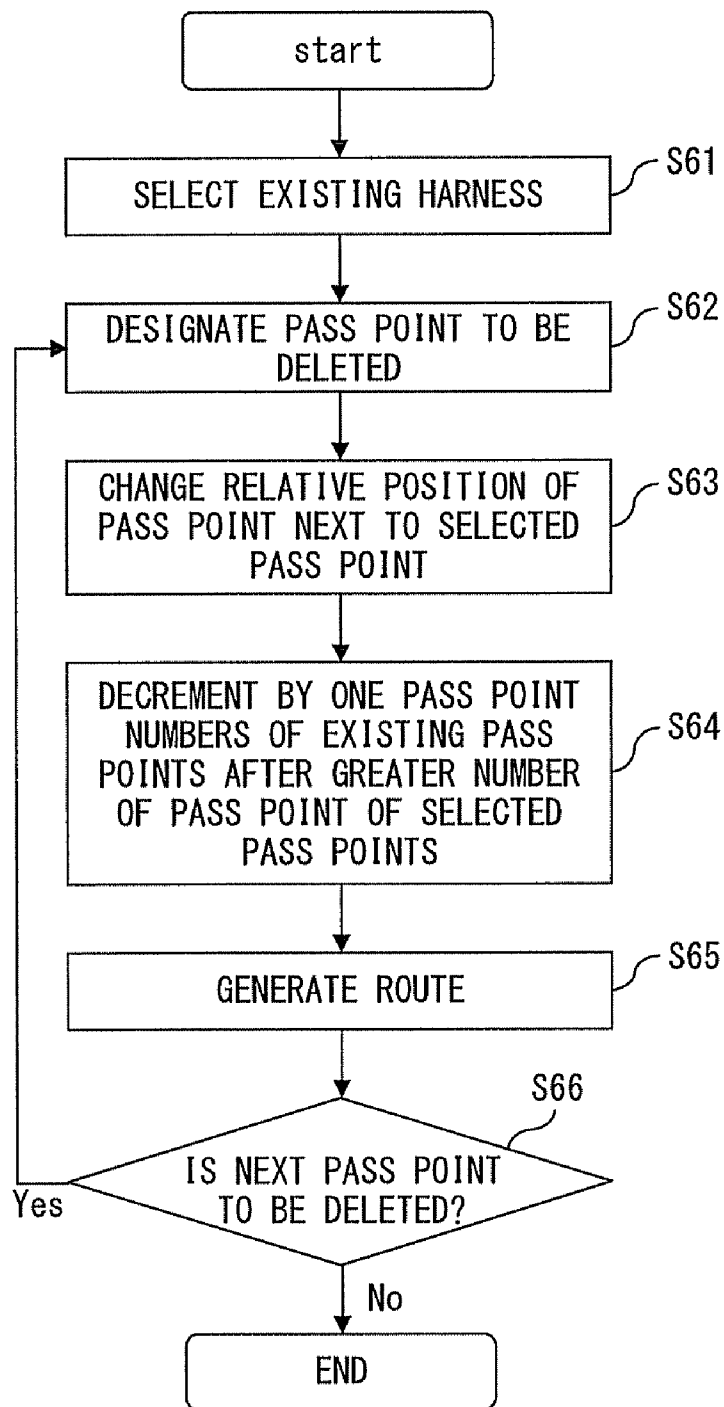 start
S61
SELECT EXISTING HARNESS
S62
DESIGNATE PASS POINT TO BE
DELETED
S63
CHANGE RELATIVE POSITION OF
PASS POINT NEXT TO SELECTED
PASS POINT
DECREMENT BY ONE PASS POINT
NUMBERS OF EXISTING PASS
POINTS AFTER GREATER NUMBER
OF PASS POINT OF SELECTED
PASS POINTS
S64
S65
GENERATE ROUTE
S66
IS NEXT PASS POINT
TO BE DELETED?
Yes
No
END